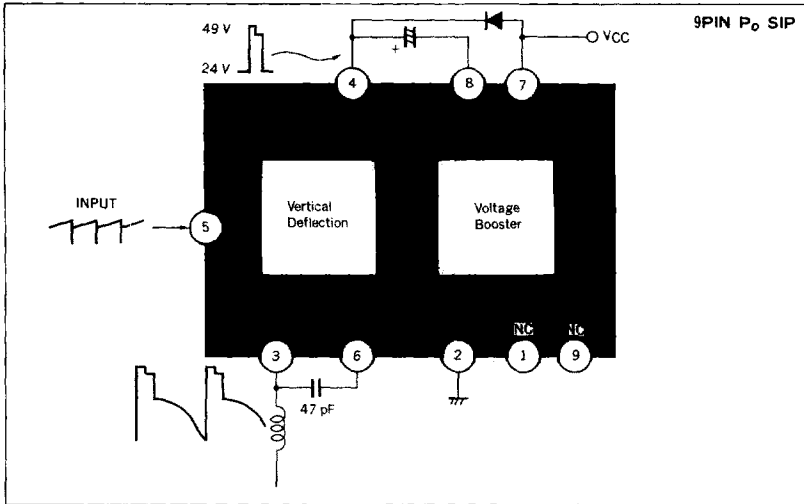 9PIN Po SIP
49 V
24 V
+
VCC
4
8
7
INPUT
5
Vertical
Deflection
Voltage
Booster
NC
NC
3
6
2
1
9
47 pF